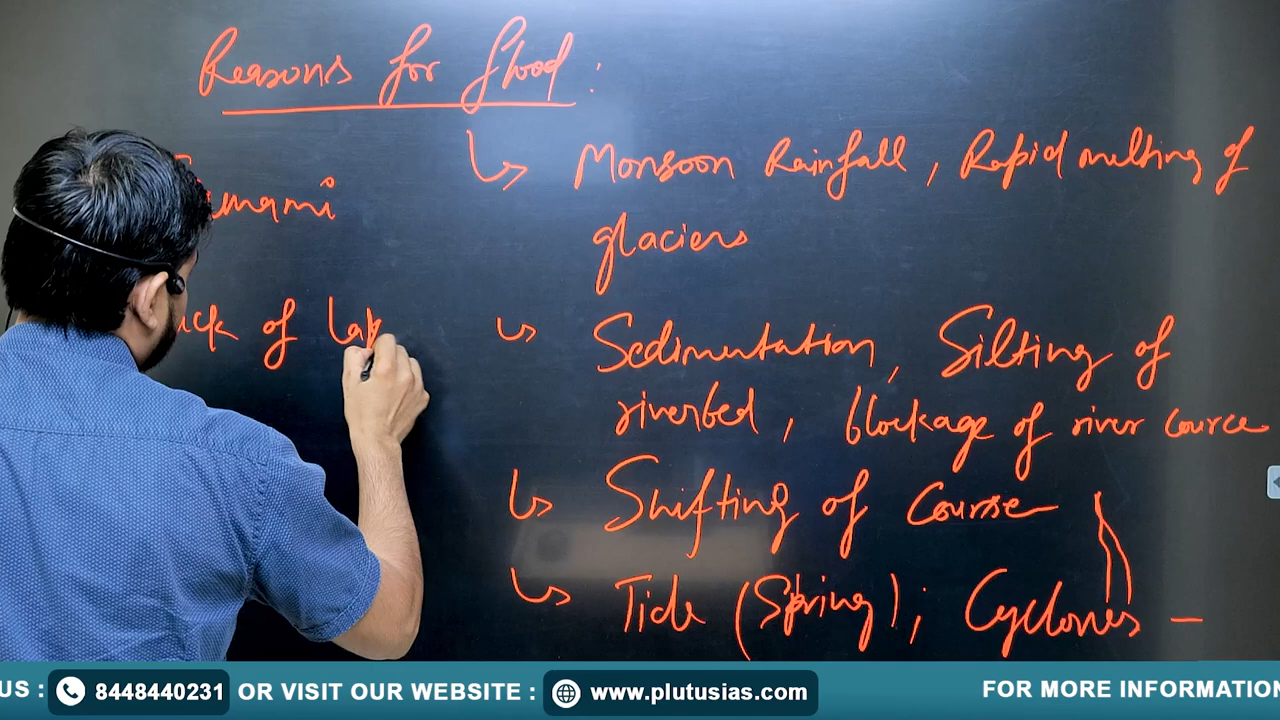 Reasons for flood :
↳ Monsoon Rainfall, Rapid melting of
glaciers
↳ Sedimentation, Silting of
riverbed, blockage of river cource
↳ Shifting of Course
↳ Tide (Spring); Cyclones –
of
US : 8448440231 OR VISIT OUR WEBSITE : www.plutusias.com FOR MORE INFORMATION